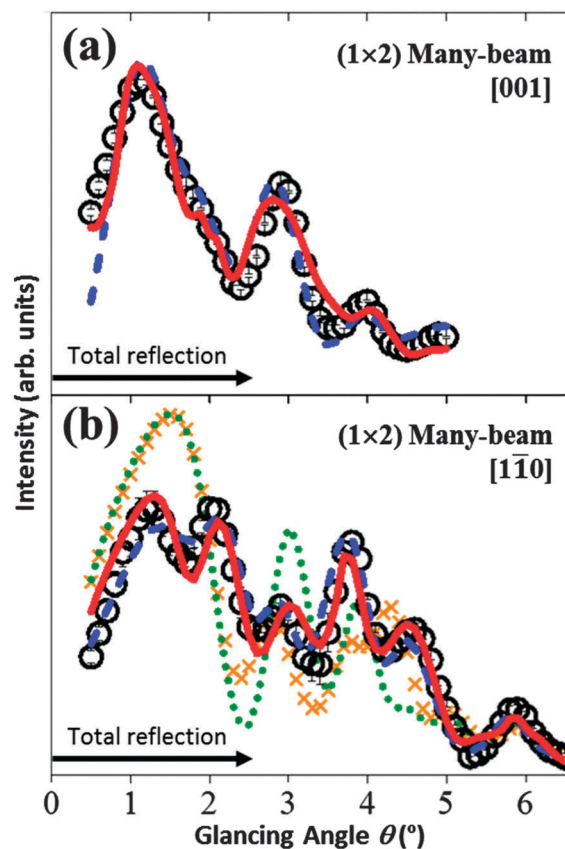 (a)
(1×2) Many-beam
[001]
Total reflection
(b)
(1×2) Many-beam
[11̅0]
Total reflection
Intensity (arb. units)
0 1 2 3 4 5 6
Glancing Angle θ(°)